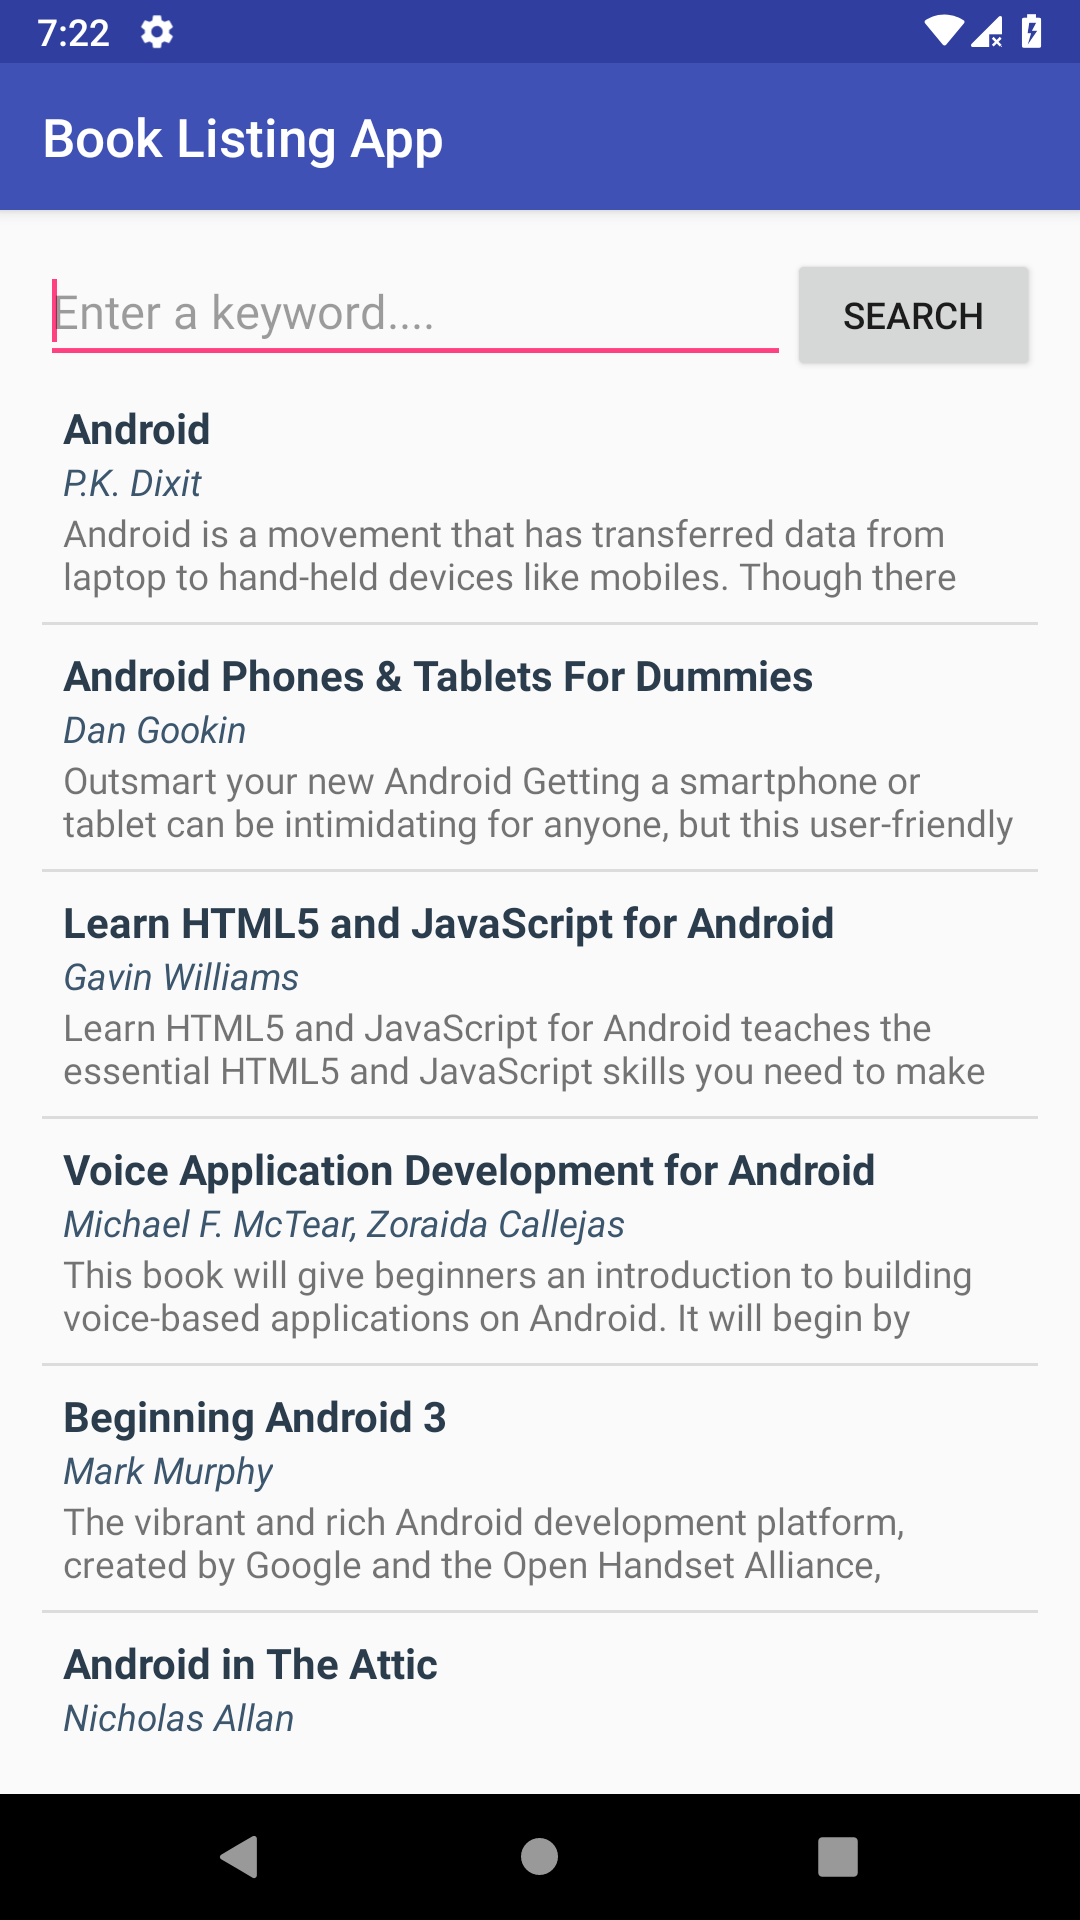 7:22
Book Listing App
Enter a keyword....
SEARCH
Android
P.K. Dixit
Android is a movement that has transferred data from
laptop to hand-held devices like mobiles. Though there
Android Phones & Tablets For Dummies
Dan Gookin
Outsmart your new Android Getting a smartphone or
tablet can be intimidating for anyone, but this user-friendly
Learn HTML5 and JavaScript for Android
Gavin Williams
Learn HTML5 and JavaScript for Android teaches the
essential HTML5 and JavaScript skills you need to make
Voice Application Development for Android
Michael F. McTear, Zoraida Callejas
This book will give beginners an introduction to building
voice-based applications on Android. It will begin by
Beginning Android 3
Mark Murphy
The vibrant and rich Android development platform,
created by Google and the Open Handset Alliance,
Android in The Attic
Nicholas Allan